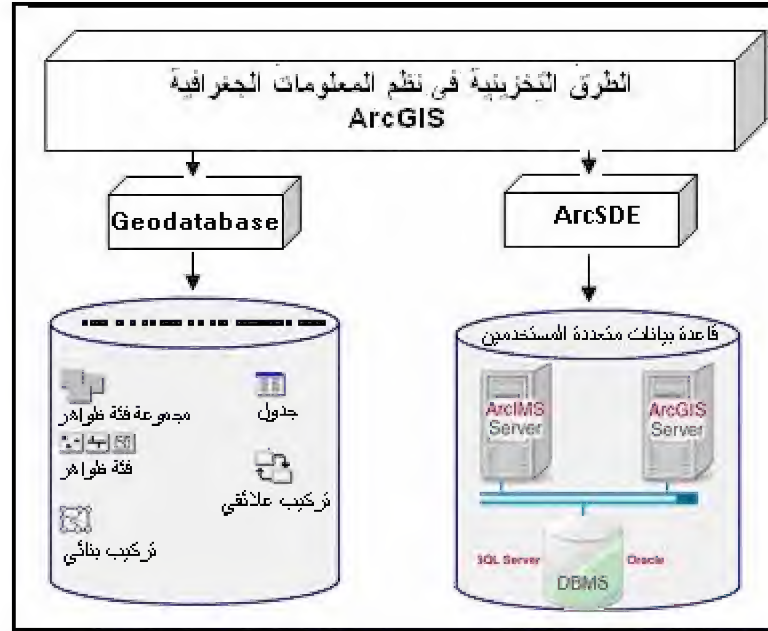 الطرق التخزينية في نظم المعلومات الجغرافية
ArcGIS
Geodatabase
ArcSDE
قاعدة بيانات متعددة المستخدمين
مجموعة فئة ظواهر
جدول
فئة ظواهر
تركيب علائقي
تركيب بنائي
ArcIMS
Server
ArcGIS
Server
SQL Server
Oracle
DBMS